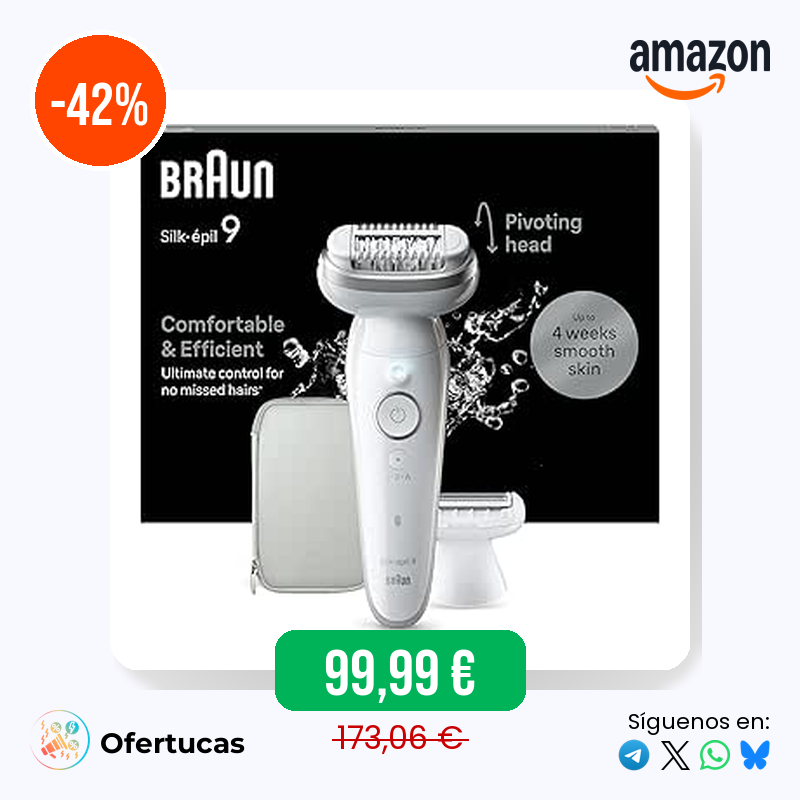 -42%
amazon
BRAUN
Silk·épil 9
Pivoting
head
Comfortable
& Efficient
Ultimate control for
no missed hairs*
Up to
4 weeks
smooth
skin
BRAUN
99,99 €
173,06 €
Ofertucas
Síguenos en: